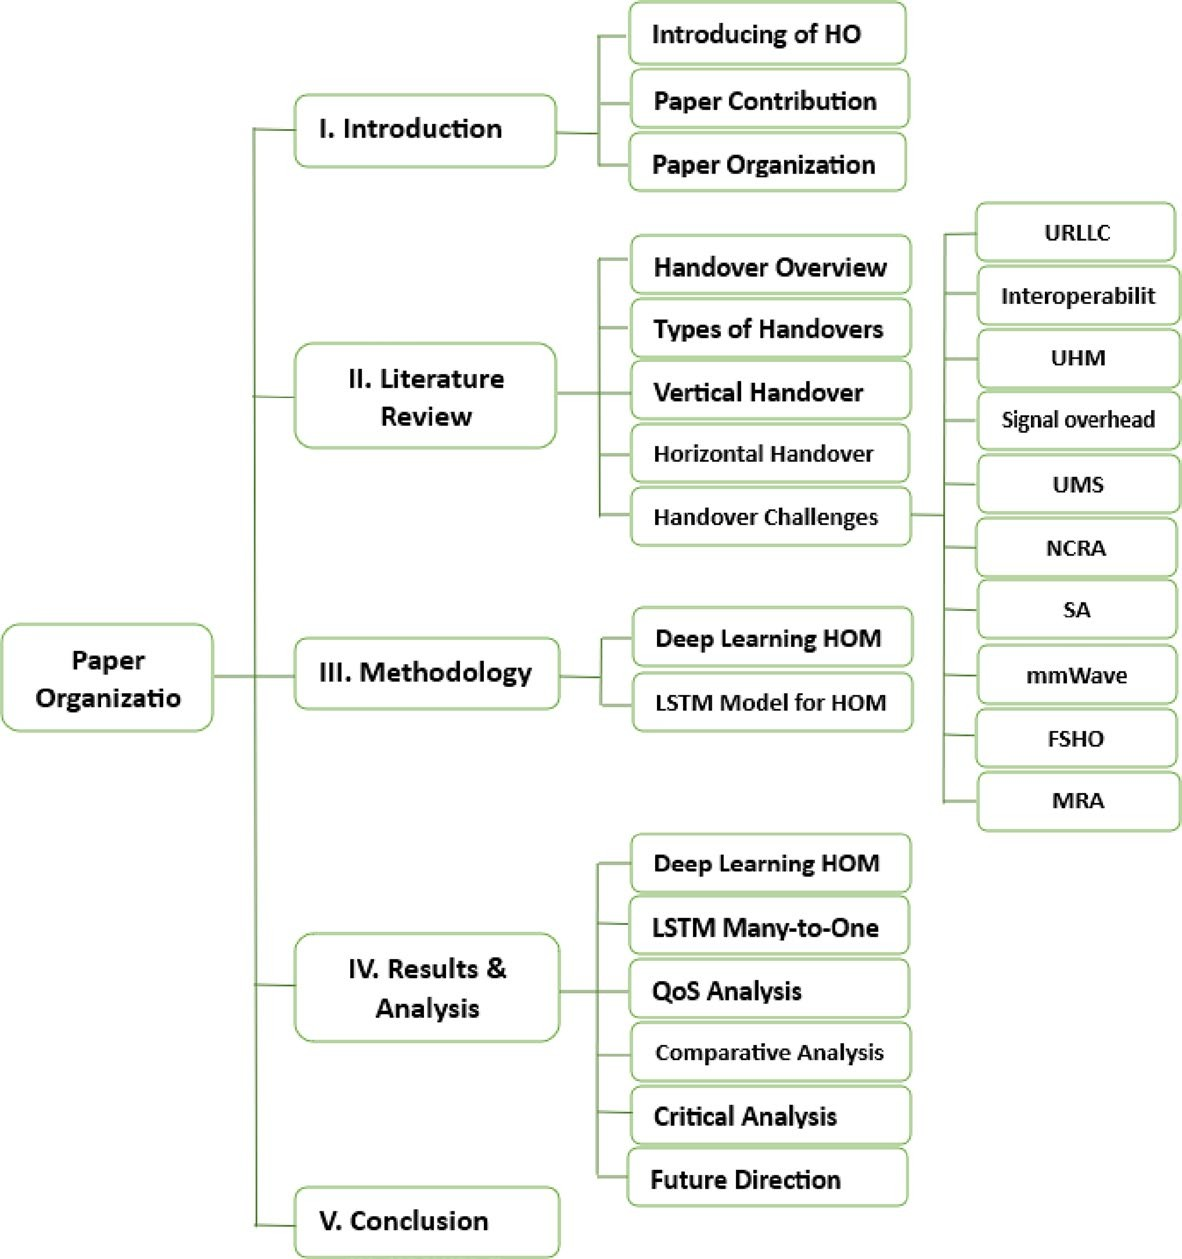 Paper
Organizatio
I. Introduction
Introducing of HO
Paper Contribution
Paper Organization
II. Literature
Review
Handover Overview
Types of Handovers
Vertical Handover
Horizontal Handover
Handover Challenges
URLLC
Interoperabilit
UHM
Signal overhead
UMS
NCRA
SA
mmWave
FSHO
MRA
III. Methodology
Deep Learning HOM
LSTM Model for HOM
IV. Results &
Analysis
Deep Learning HOM
LSTM Many-to-One
QoS Analysis
Comparative Analysis
Critical Analysis
Future Direction
V. Conclusion